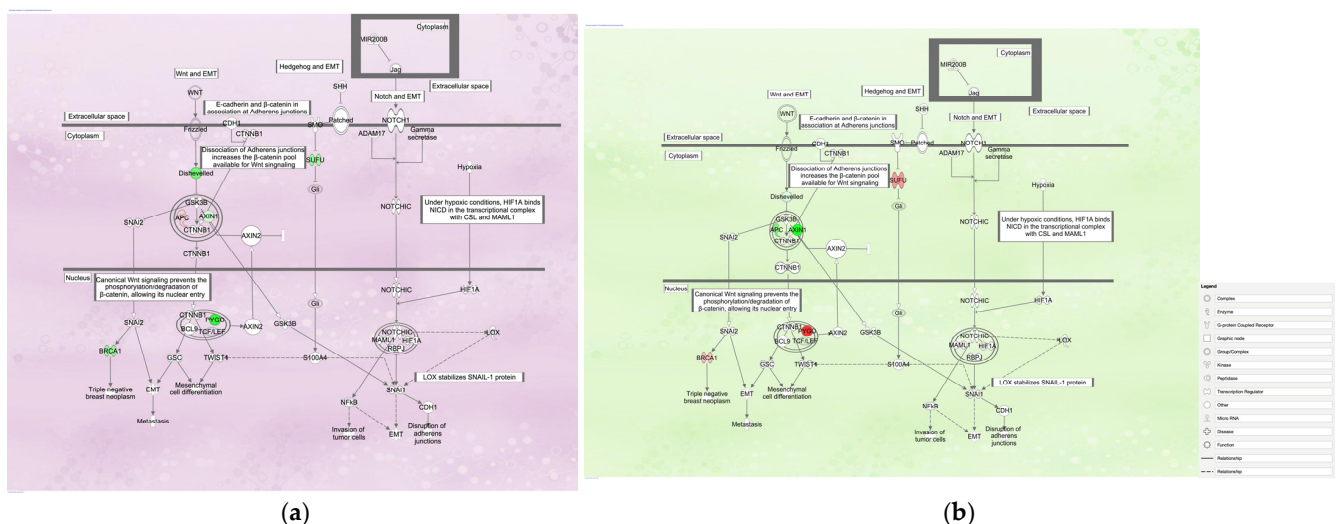 Cytoplasm
MIR200B
Jag
Wnt and EMT
Hedgehog and EMT
Extracellular space
WNT
SHH
Notch and EMT
E-cadherin and β-catenin in
association at Adherens junctions
Extracellular space
Cytoplasm
Frizzled
CDH1
CTNNB1
SMO
Patched
NOTCH1
ADAM17
Gamma
secretase
Dissociation of Adherens junctions
increases the β-catenin pool
available for Wnt singnaling
SUFU
Hypoxia
Dishevelled
Gli
GSK3B
APC
AXIN1
CTNNB1
SNAI2
NOTCHIC
Under hypoxic conditions, HIF1A binds
NICD in the transcriptional complex
with CSL and MAML1
AXIN2
CTNNB1
Nucleus
Canonical Wnt signaling prevents the
phosphorylation/degradation of
β-catenin, allowing its nuclear entry
NOTCHIC
HIF1A
Gli
SNAI2
CTNNB1
PYGO
BCL9
TCF/LEF
AXIN2
GSK3B
NOTCHIC
MAML1
HIF1A
RBPJ
LOX
BRCA1
GSC
TWIST1
S100A4
LOX stabilizes SNAIL-1 protein
Triple negative
breast neoplasm
EMT
Mesenchymal
cell differentiation
SNAI1
NFkB
CDH1
Metastasis
Invasion of
tumor cells
EMT
Disruption of
adherens
junctions
(a)
Cytoplasm
MIR200B
Jag
Wnt and EMT
Hedgehog and EMT
Extracellular space
WNT
SHH
Notch and EMT
E-cadherin and β-catenin in
association at Adherens junctions
Extracellular space
Cytoplasm
Frizzled
CDH1
CTNNB1
SMO
Patched
NOTCH1
ADAM17
Gamma
secretase
Dissociation of Adherens junctions
increases the β-catenin pool
available for Wnt singnaling
SUFU
Hypoxia
Dishevelled
Gli
GSK3B
APC
AXIN1
CTNNB1
SNAI2
NOTCHIC
Under hypoxic conditions, HIF1A binds
NICD in the transcriptional complex
with CSL and MAML1
AXIN2
CTNNB1
Nucleus
Canonical Wnt signaling prevents the
phosphorylation/degradation of
β-catenin, allowing its nuclear entry
NOTCHIC
HIF1A
Gli
SNAI2
CTNNB1
PYGO
BCL9
TCF/LEF
AXIN2
GSK3B
NOTCHIC
MAML1
HIF1A
RBPJ
LOX
BRCA1
GSC
TWIST1
S100A4
LOX stabilizes SNAIL-1 protein
Triple negative
breast neoplasm
EMT
Mesenchymal
cell differentiation
SNAI1
NFkB
CDH1
Metastasis
Invasion of
tumor cells
EMT
Disruption of
adherens
junctions
(b)
Legend
Complex
Enzyme
G-protein Coupled Receptor
Graphic node
Group/Complex
Kinase
Peptidase
Transcription Regulator
Other
Micro RNA
Disease
Function
Relationship
Relationship